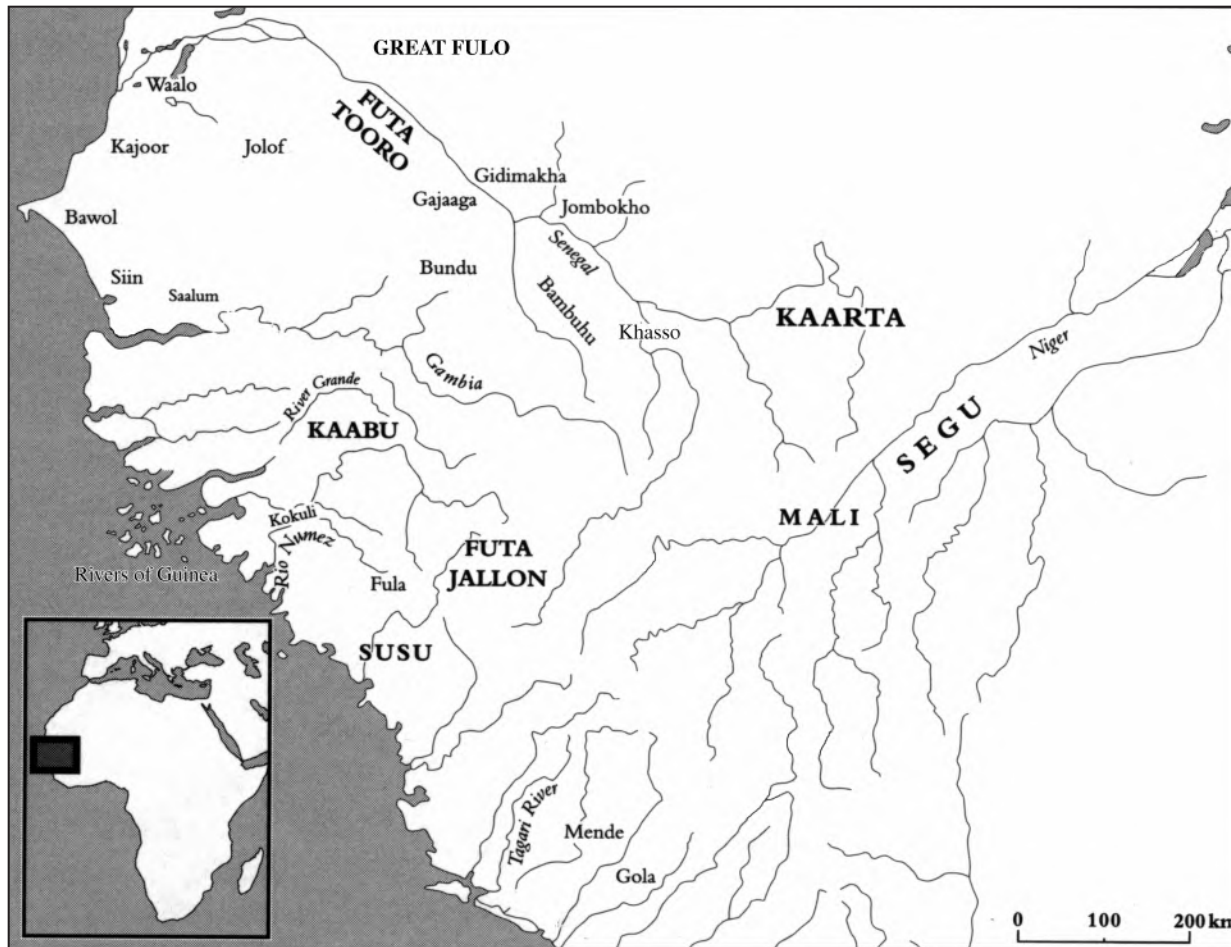 GREAT FULO
Waalo
FUTA
TOORO
Kajoor
Jolof
Gidimakha
Gajaaga
Jombokho
Bawol
Senegal
Siin
Bundu
Saalum
Bambuhu
Khasso
KAARTA
Niger
Gambia
River Grande
KAABU
SEGU
MALI
Kokuli
Rio Numez
FUTA
JALLON
Rivers of Guinea
Fula
SUSU
Tagari River
Mende
Gola
0 100 200 km